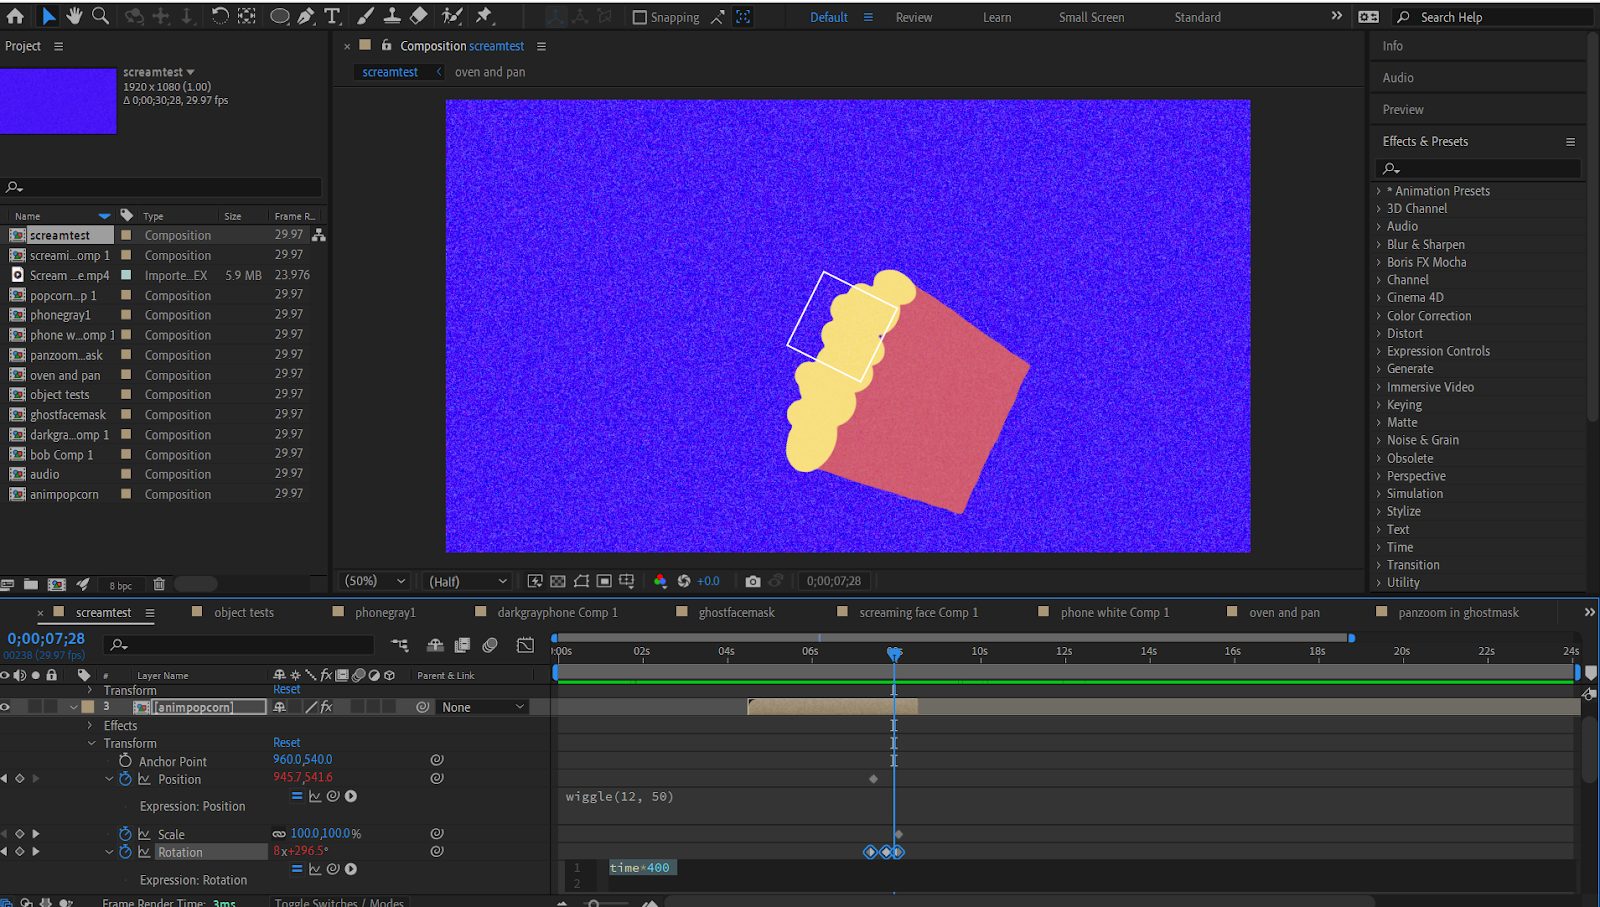 Snapping
Default
Review
Learn
Small Screen
Standard
Search Help
Project
screamtest
1920 x 1080 (1.00)
Δ 0;00;30;28, 29.97 fps
Composition screamtest
screamtest
oven and pan
Info
Audio
Preview
Effects & Presets
Name Type Size Frame R...
screamtest Composition 29.97
screami...omp 1 Composition 29.97
Scream ...e.mp4 Importe...EX 5.9 MB 23.976
popcorn...p 1 Composition 29.97
phonegray1 Composition 29.97
phone w...omp 1 Composition 29.97
panzoom...ask Composition 29.97
oven and pan Composition 29.97
object tests Composition 29.97
ghostfacemask Composition 29.97
darkgra...omp 1 Composition 29.97
bob Comp 1 Composition 29.97
audio Composition 29.97
animpopcorn Composition 29.97
8 bpc
* Animation Presets
3D Channel
Audio
Blur & Sharpen
Boris FX Mocha
Channel
Cinema 4D
Color Correction
Distort
Expression Controls
Generate
Immersive Video
Keying
Matte
Noise & Grain
Obsolete
Perspective
Simulation
Stylize
Text
Time
Transition
Utility
(50%)
(Half)
+0.0
0;00;07;28
screamtest
object tests
phonegray1
darkgrayphone Comp 1
ghostfacemask
screaming face Comp 1
phone white Comp 1
oven and pan
panzoom in ghostmask
0;00;07;28
00238 (29.97 fps)
:00s 02s 04s 06s 10s 12s 14s 16s 18s 20s 22s 24s
# Layer Name Parent & Link
Transform Reset
3 [animpopcorn] fx None
Effects
Transform Reset
Anchor Point 960.0,540.0
Position 945.7,541.6
Expression: Position
wiggle(12, 50)
Scale 100.0,100.0%
Rotation 8x+296.5°
Expression: Rotation
1 time*400
2
Frame Render Time: 3ms
Toggle Switches / Modes